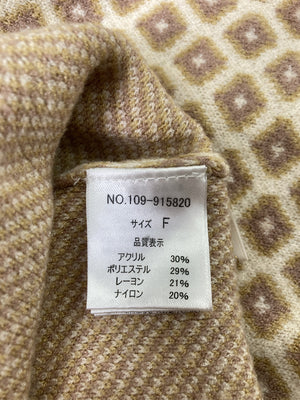 NO.109-915820
サイズ F
品質表示
アクリル 30%
ポリエステル 29%
レーヨン 21%
ナイロン 20%